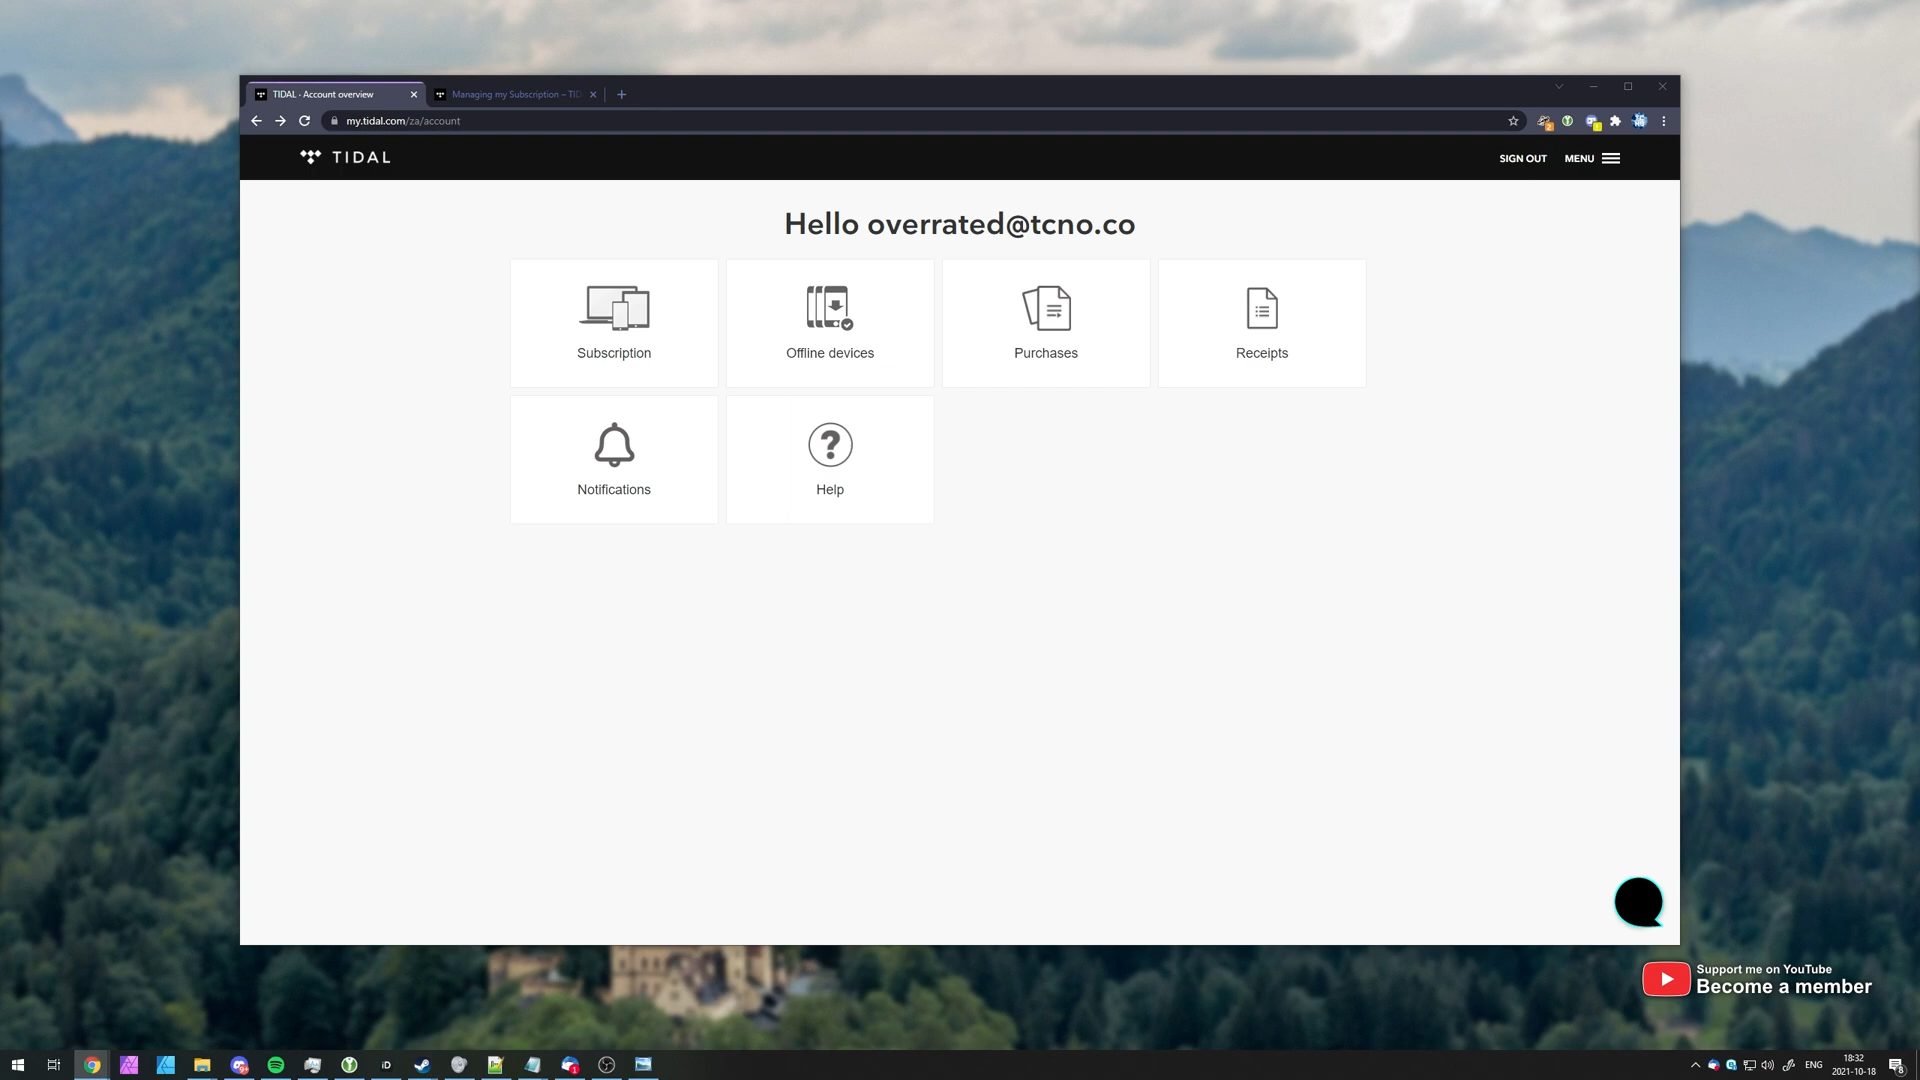 TIDAL - Account overview
Managing my Subscription – TID
my.tidal.com/za/account
TIDAL
SIGN OUT
MENU
Hello overrated@tcno.co
Subscription
Offline devices
Purchases
Receipts
Notifications
Help
Support me on YouTube
Become a member
iD
ENG
18:32
2021-10-18